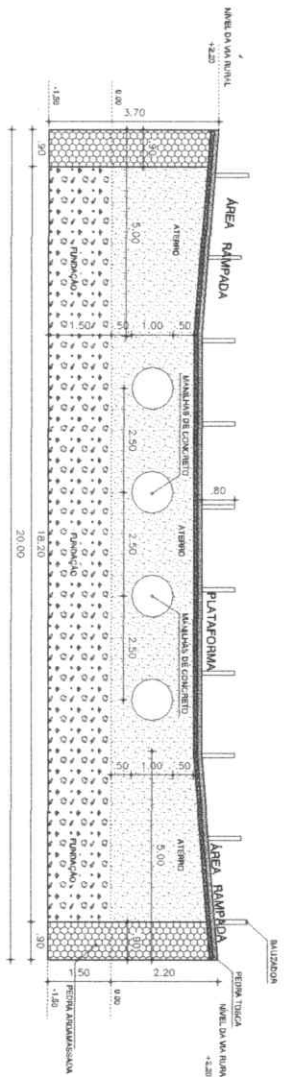 NÍVEL DA VIA RURAL
+2,20
0,00
-1,50
3.70
.90
.90
ÁREA RAMPADA
ATERRO
5.00
FUNDAÇÃO
1.50
.50
1.00
.50
MANILHAS DE CONCRETO
2.50
ATERRO
2.50
FUNDAÇÃO
.80
PLATAFORMA
MANILHAS DE CONCRETO
2.50
18.20
20.00
.50
1.00
.50
5.00
ATERRO
FUNDAÇÃO
ÁREA RAMPADA
BALIZADOR
PEDRA TOSCA
NÍVEL DA VIA RURA
+2,20
2.20
0,00
1.50
-1,50
.90
PEDRA ARGAMASSADA